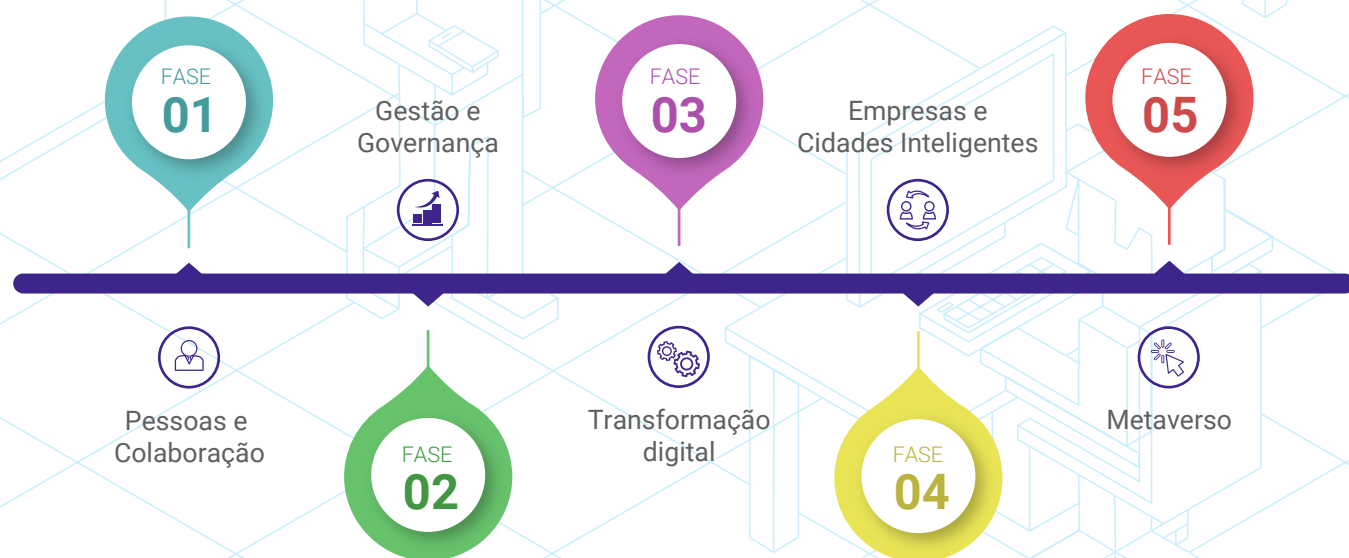 FASE
01
Pessoas e
Colaboração
Gestão e
Governança
FASE
02
FASE
03
Transformação
digital
Empresas e
Cidades Inteligentes
FASE
04
FASE
05
Metaverso